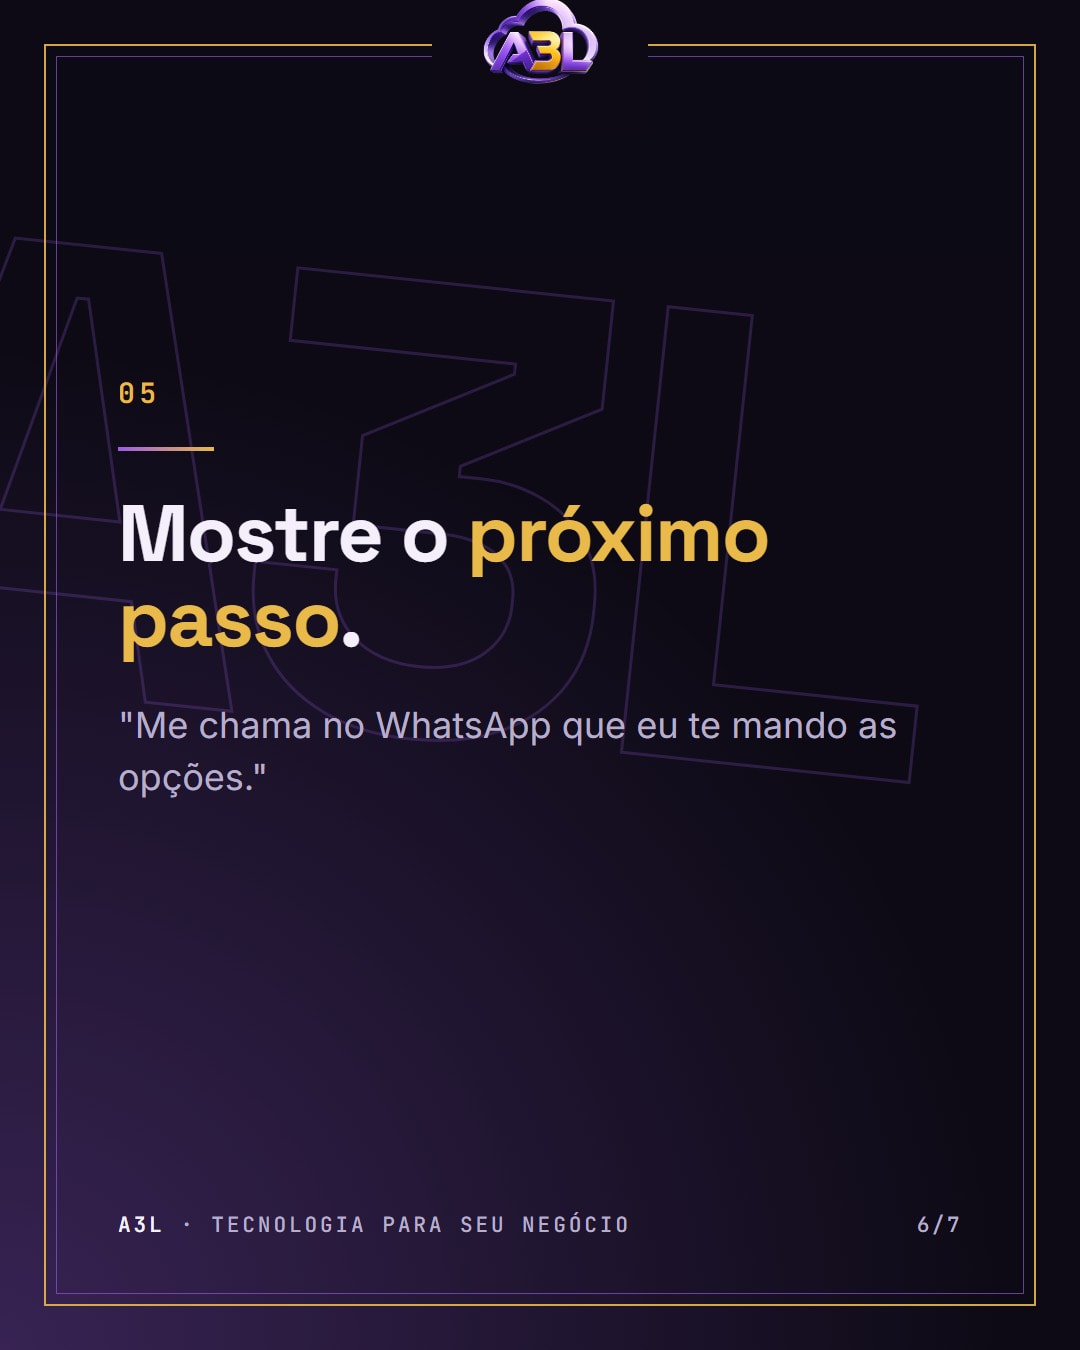 A3L
05
Mostre o próximo
passo.
"Me chama no WhatsApp que eu te mando as
opções."
A3L · TECNOLOGIA PARA SEU NEGÓCIO
6/7
A3L